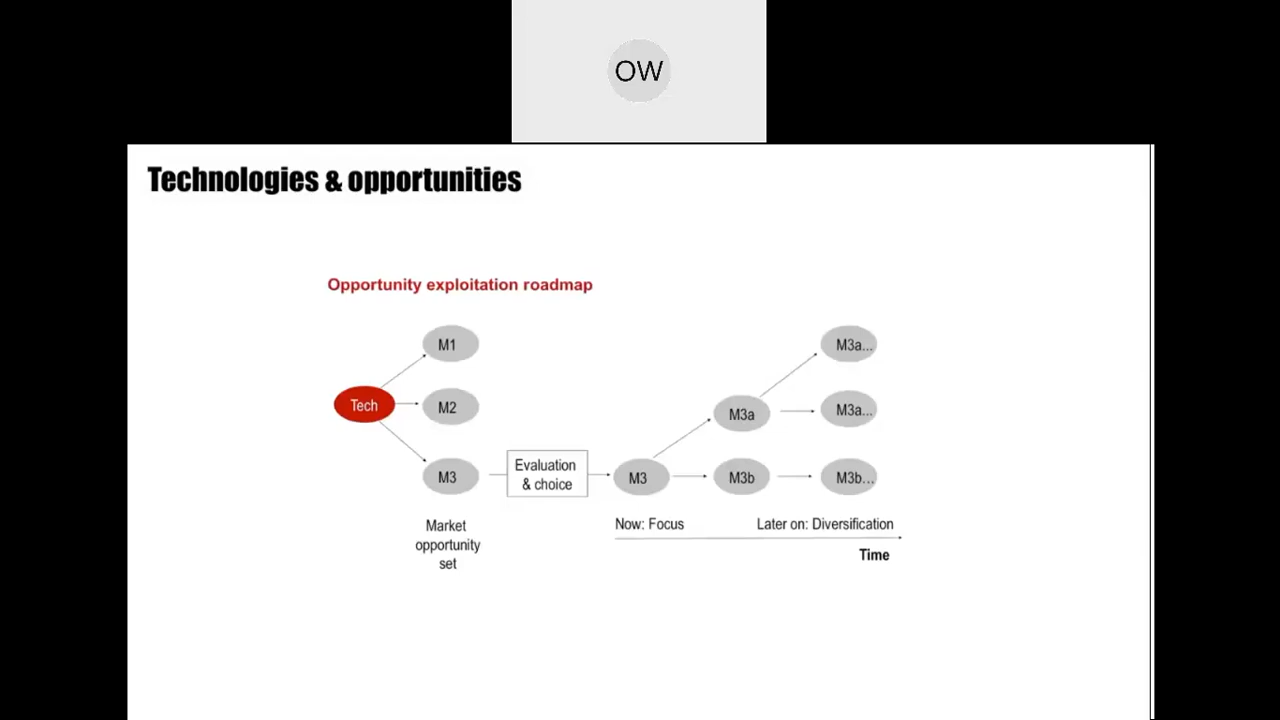 OW
Technologies & opportunities
Opportunity exploitation roadmap
M1
M3a...
Tech
M2
M3a
M3a...
M3
Evaluation
& choice
M3
M3b
M3b...
Market
opportunity
set
Now: Focus
Later on: Diversification
Time